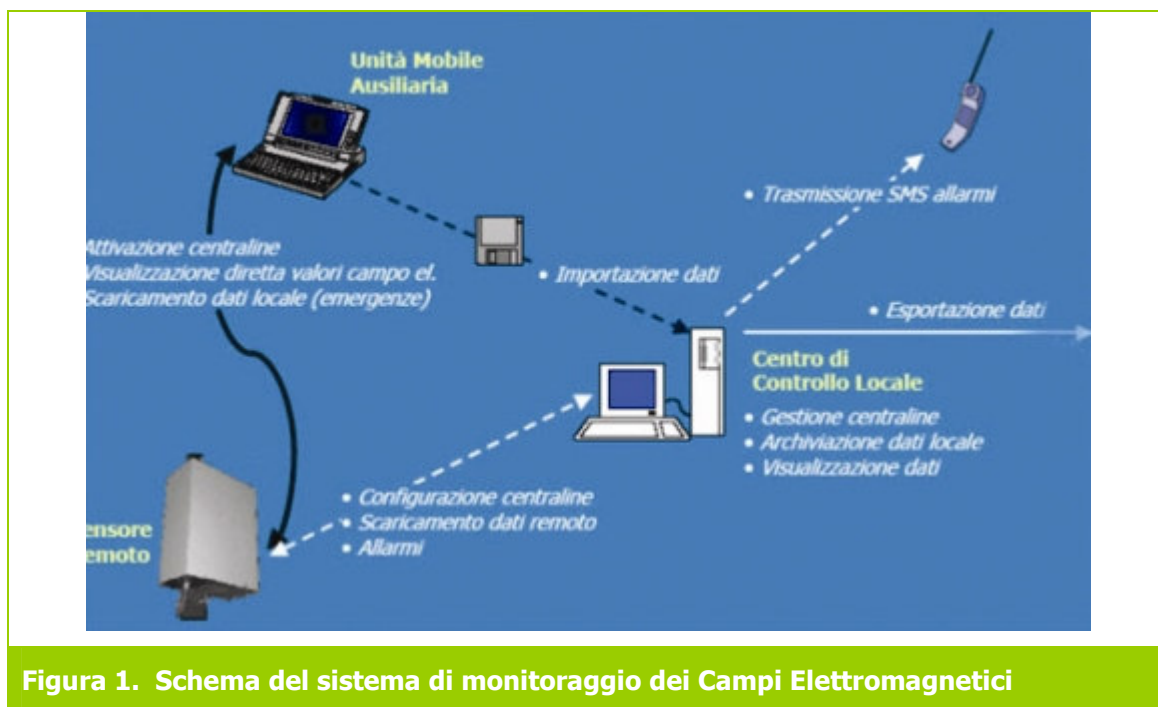 Unità Mobile
Ausiliaria
• Trasmissione SMS allarmi
Attivazione centraline
Visualizzazione diretta valori campo el.
Scaricamento dati locale (emergenze)
• Importazione dati
• Esportazione dati
Centro di
Controllo Locale
• Gestione centraline
• Archiviazione dati locale
• Visualizzazione dati
• Configurazione centraline
• Scaricamento dati remoto
• Allarmi
ensore
emoto
Figura 1. Schema del sistema di monitoraggio dei Campi Elettromagnetici